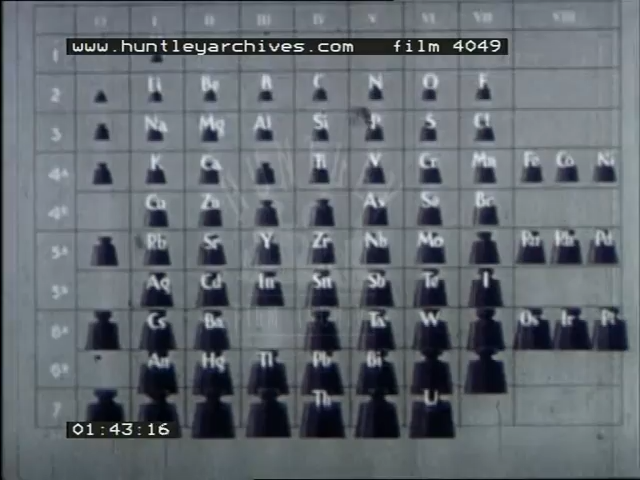 O I II III IV V VI VII VIII
www.huntleyarchives.com film 4049
1
2 Li Be B C N O F
3 Na Mg Al Si P S Cl
4a K Ca Ti V Cr Mn Fe Co Ni
4b Cu Zn As Se Br
5a Rb Sr Y Zr Nb Mo Pd
5b Ag Cd In Sn Sb Te I
6a Cs Ba Ta W Os Ir Pt
6b Au Hg Tl Pb Bi
7 Th U
01:43:16